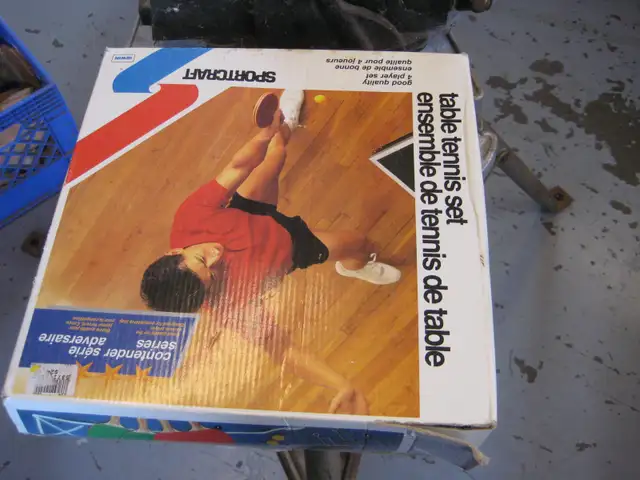 SPORTCRAFT
good quality
4 player set
ensemble de bonne
qualité pour 4 joueurs
table tennis set
ensemble de tennis de table
contender série
series adversaire